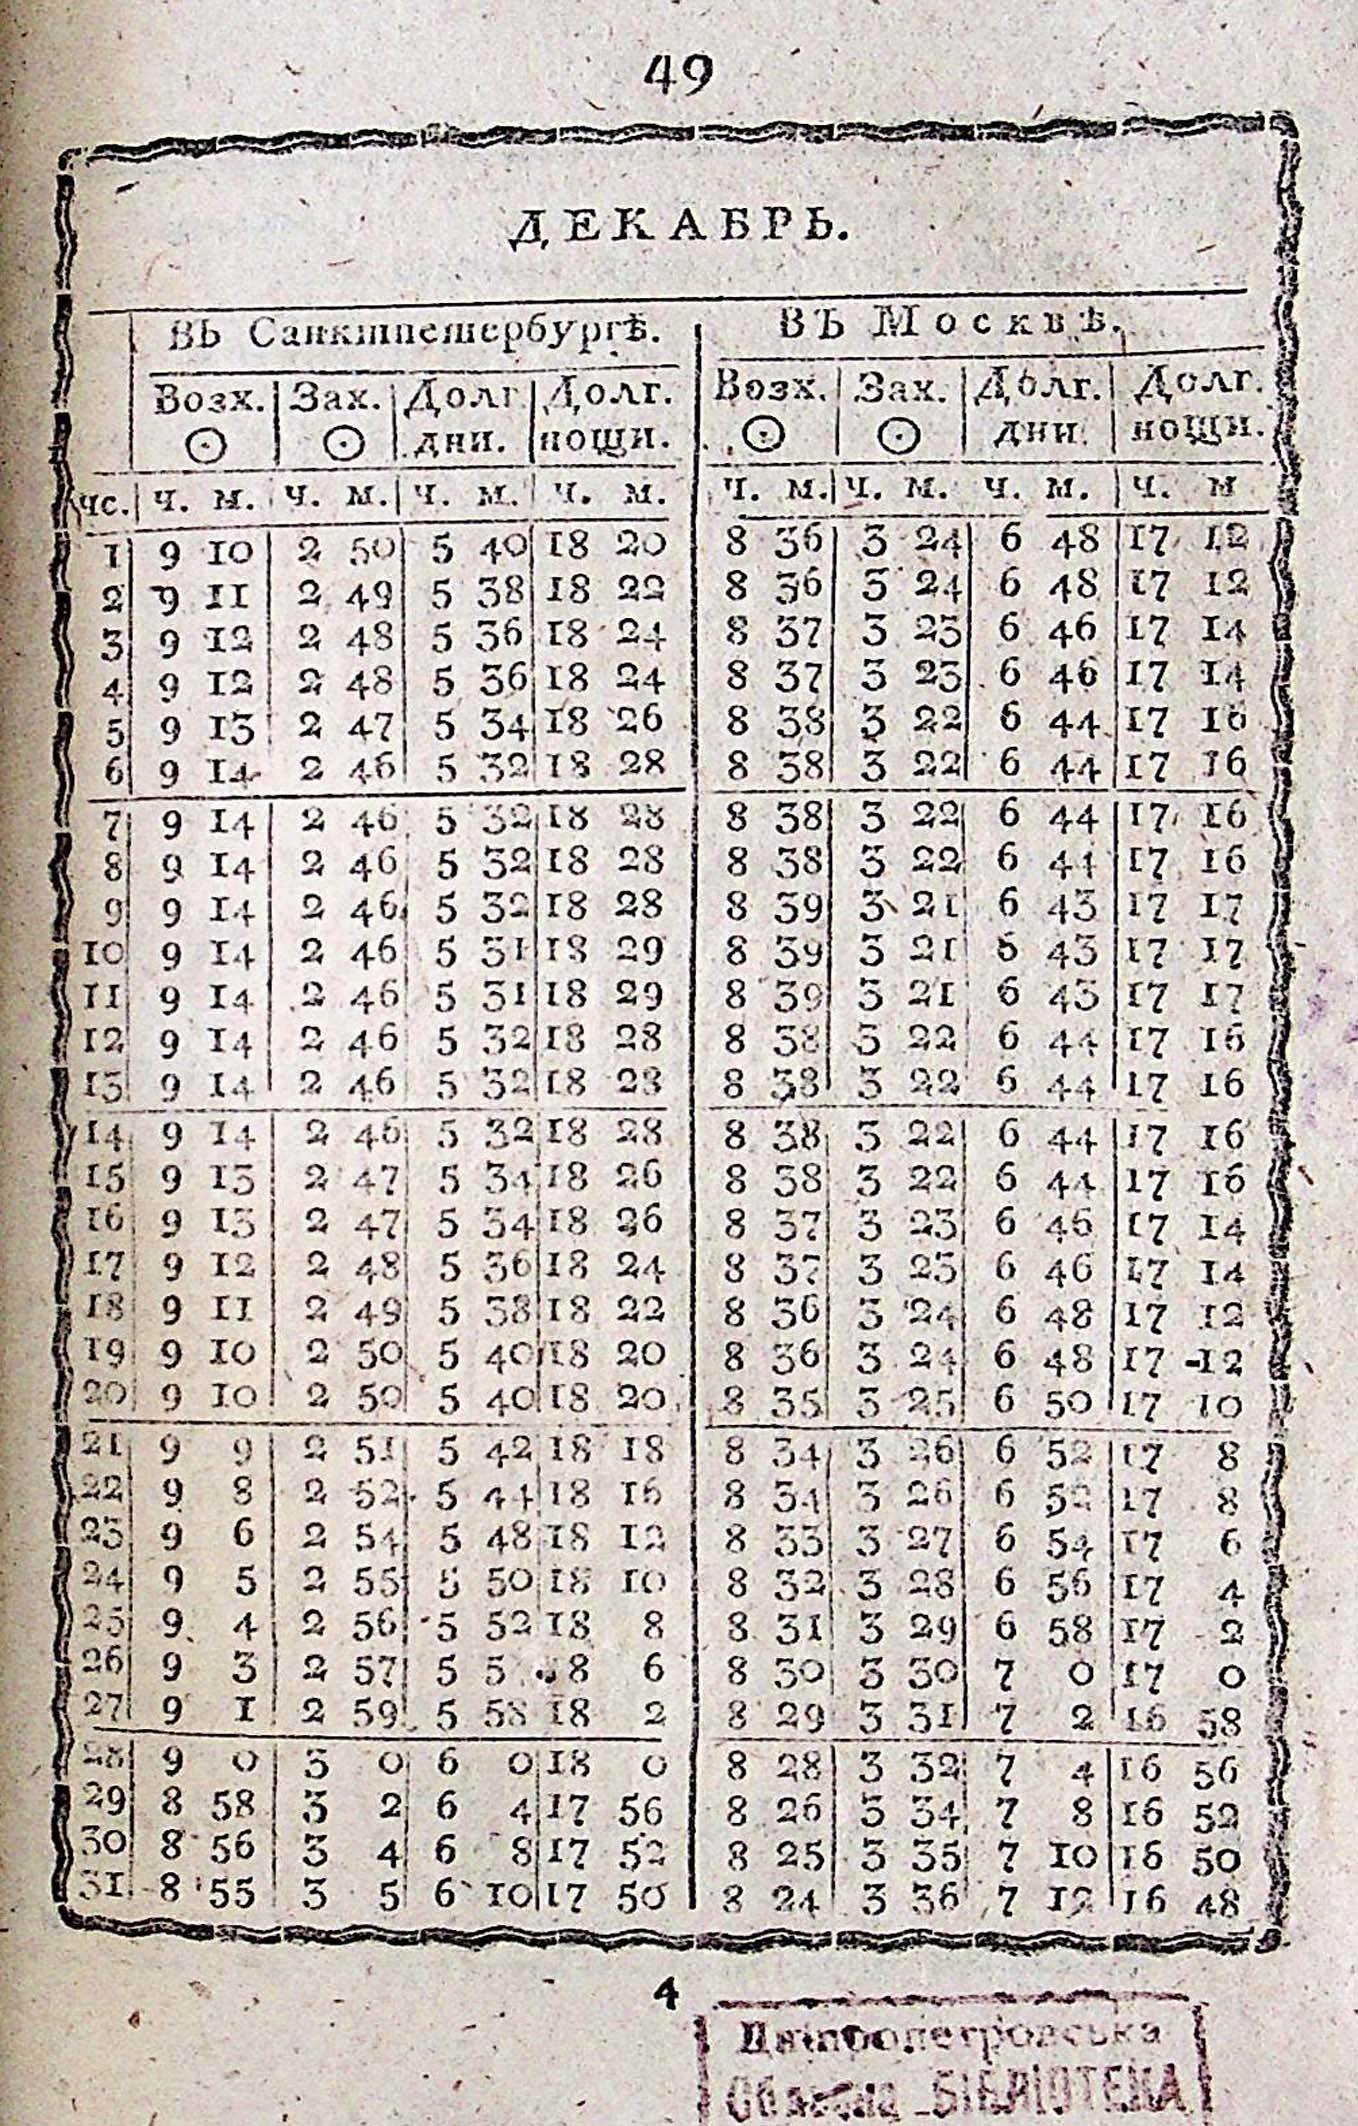 49
ДЕКАБРЬ.
ВЪ Санктпетербургѣ. ВЪ Москвѣ.
Возх. Зах. Долг. Долг. Возх. Зах. Долг. Долг.
☉ ☉ дни. нощи. ☉ ☉ дни. нощи.
чс. ч. м. ч. м. ч. м. ч. м. ч. м. ч. м. ч. м. ч. м
1 9 10 2 50 5 40 18 20 8 36 3 24 6 48 17 12
2 9 11 2 49 5 38 18 22 8 36 3 24 6 48 17 12
3 9 12 2 48 5 36 18 24 8 37 3 23 6 46 17 14
4 9 12 2 48 5 36 18 24 8 37 3 23 6 46 17 14
5 9 13 2 47 5 34 18 26 8 38 3 22 6 44 17 16
6 9 14 2 46 5 32 18 28 8 38 3 22 6 44 17 16
7 9 14 2 46 5 32 18 28 8 38 3 22 6 44 17 16
8 9 14 2 46 5 32 18 28 8 38 3 22 6 44 17 16
9 9 14 2 46 5 32 18 28 8 39 3 21 6 43 17 17
10 9 14 2 46 5 31 18 29 8 39 3 21 6 43 17 17
11 9 14 2 46 5 31 18 29 8 39 3 21 6 43 17 17
12 9 14 2 46 5 32 18 28 8 38 3 22 6 44 17 16
13 9 14 2 46 5 32 18 28 8 38 3 22 6 44 17 16
14 9 14 2 46 5 32 18 28 8 38 3 22 6 44 17 16
15 9 13 2 47 5 34 18 26 8 38 3 22 6 44 17 16
16 9 13 2 47 5 34 18 26 8 37 3 23 6 46 17 14
17 9 12 2 48 5 36 18 24 8 37 3 23 6 46 17 14
18 9 11 2 49 5 38 18 22 8 36 3 24 6 48 17 12
19 9 10 2 50 5 40 18 20 8 36 3 24 6 48 17 12
20 9 10 2 50 5 40 18 20 8 35 3 25 6 50 17 10
21 9 9 2 51 5 42 18 18 8 34 3 26 6 52 17 8
22 9 8 2 52 5 44 18 16 8 34 3 26 6 52 17 8
23 9 6 2 54 5 48 18 12 8 33 3 27 6 54 17 6
24 9 5 2 55 5 50 18 10 8 32 3 28 6 56 17 4
25 9 4 2 56 5 52 18 8 8 31 3 29 6 58 17 2
26 9 3 2 57 5 5 8 6 8 30 3 30 7 0 17 0
27 9 1 2 59 5 58 18 2 8 29 3 31 7 2 16 58
28 9 0 3 0 6 0 18 0 8 28 3 32 7 4 16 56
29 8 58 3 2 6 4 17 56 8 26 3 34 7 8 16 52
30 8 56 3 4 6 8 17 52 8 25 3 35 7 10 16 50
31 8 55 3 5 6 10 17 50 8 24 3 36 7 12 16 48
4
Дніпропетровська
Обласна БІБЛІОТЕКА